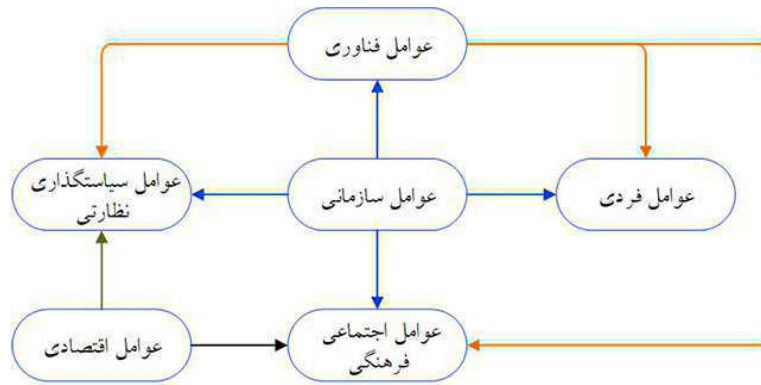 عوامل فناوری
عوامل سیاستگذاری
نظارتی
عوامل سازمانی
عوامل فردی
عوامل اقتصادی
عوامل اجتماعی
فرهنگی